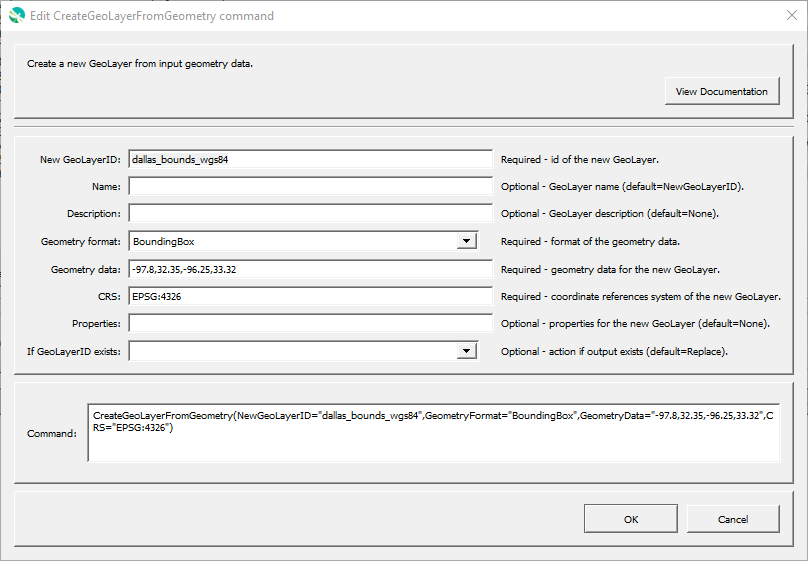 Edit CreateGeoLayerFromGeometry command
Create a new GeoLayer from input geometry data.
View Documentation
New GeoLayerID: dallas_bounds_wgs84 Required - id of the new GeoLayer.
Name: Optional - GeoLayer name (default=NewGeoLayerID).
Description: Optional - GeoLayer description (default=None).
Geometry format: BoundingBox Required - format of the geometry data.
Geometry data: -97.8,32.35,-96.25,33.32 Required - geometry data for the new GeoLayer.
CRS: EPSG:4326 Required - coordinate references system of the new GeoLayer.
Properties: Optional - properties for the new GeoLayer (default=None).
If GeoLayerID exists: Optional - action if output exists (default=Replace).
Command:
CreateGeoLayerFromGeometry(NewGeoLayerID="dallas_bounds_wgs84",GeometryFormat="BoundingBox",GeometryData="-97.8,32.35,-96.25,33.32",C
RS="EPSG:4326")
OK Cancel